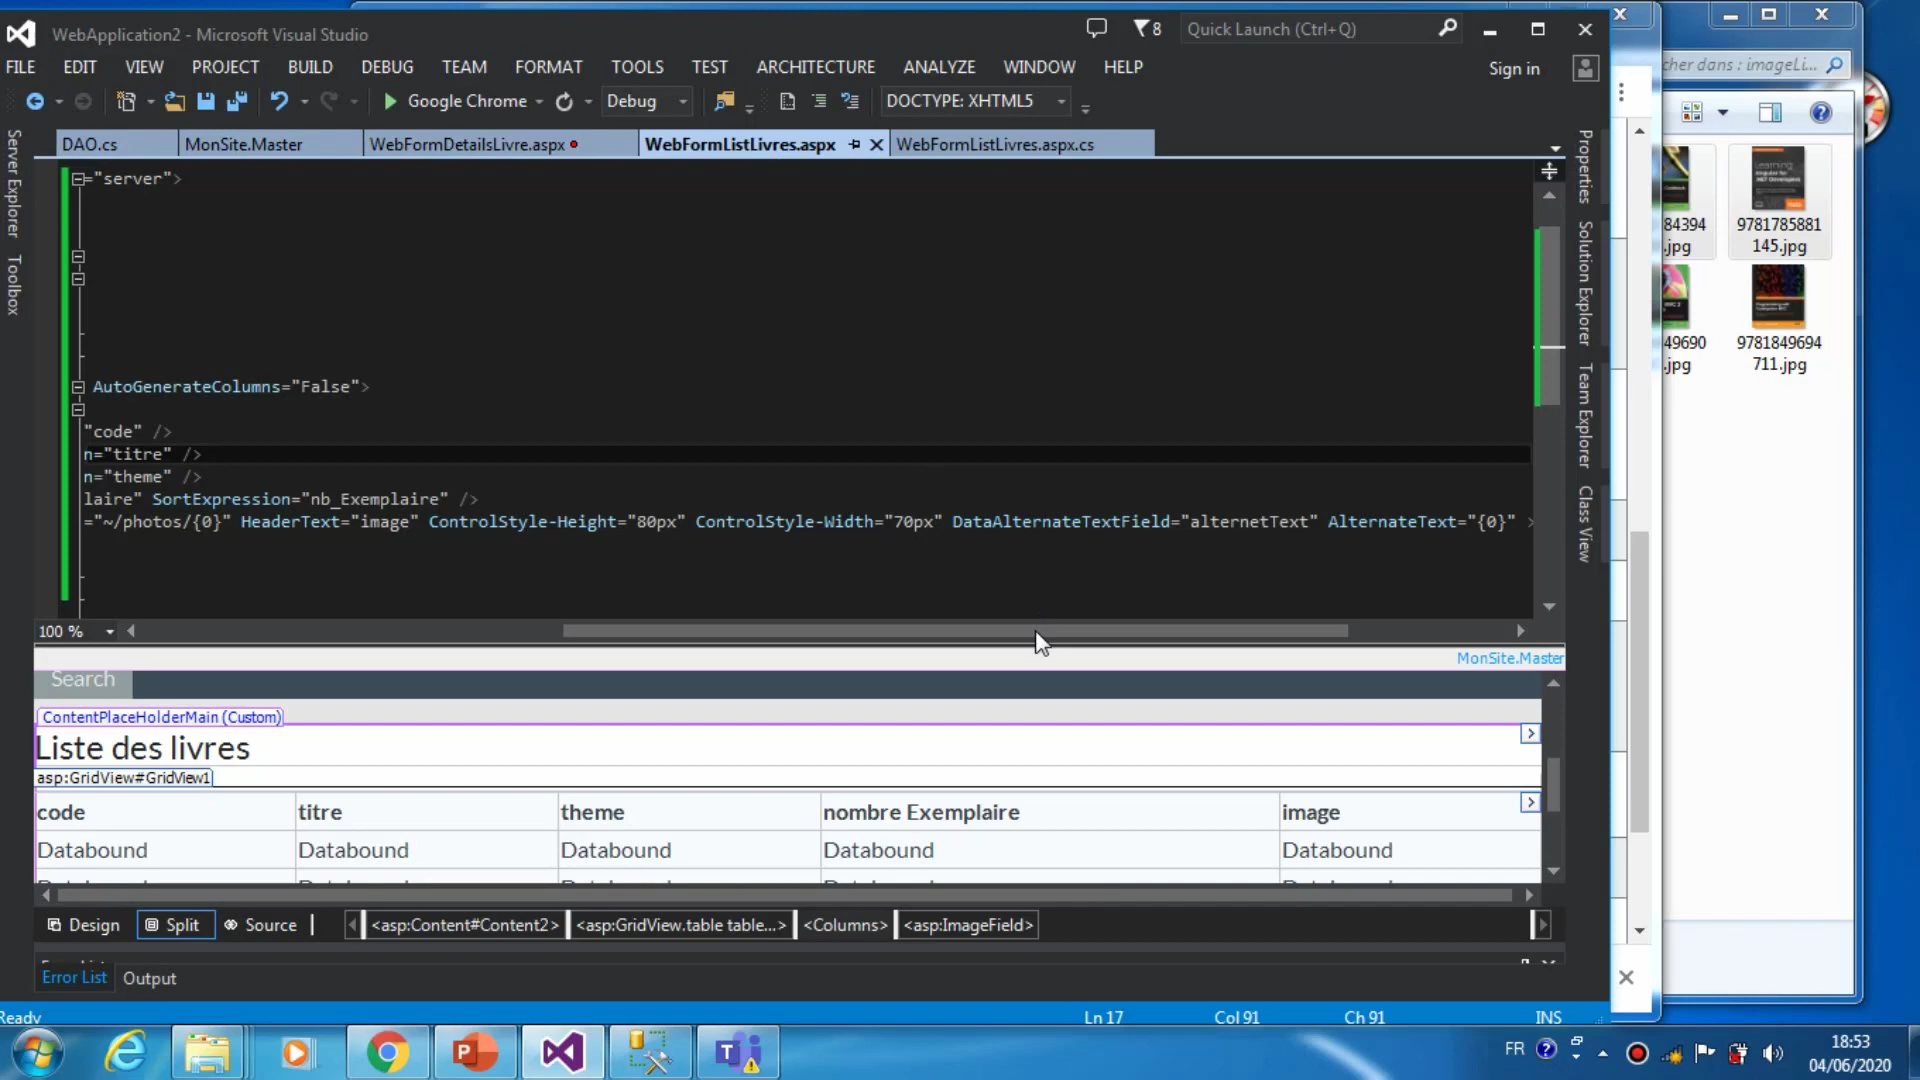 WebApplication2 - Microsoft Visual Studio
8
Quick Launch (Ctrl+Q)
FILE EDIT VIEW PROJECT BUILD DEBUG TEAM FORMAT TOOLS TEST ARCHITECTURE ANALYZE WINDOW HELP
Sign in
Google Chrome Debug DOCTYPE: XHTML5
cher dans : imageLi...
DAO.cs MonSite.Master WebFormDetailsLivre.aspx WebFormListLivres.aspx WebFormListLivres.aspx.cs
Server Explorer
Toolbox
Properties
Solution Explorer
Team Explorer
Class View
="server">
AutoGenerateColumns="False">
"code" />
n="titre" />
n="theme" />
laire" SortExpression="nb_Exemplaire" />
="~/photos/{0}" HeaderText="image" ControlStyle-Height="80px" ControlStyle-Width="70px" DataAlternateTextField="alternetText" AlternateText="{0}" >
84394
.jpg
9781785881
145.jpg
49690
.jpg
9781849694
711.jpg
100 %
MonSite.Master
Search
ContentPlaceHolderMain (Custom)
Liste des livres
asp:GridView#GridView1
code titre theme nombre Exemplaire image
Databound Databound Databound Databound Databound
Design Split Source <asp:Content#Content2> <asp:GridView.table table...> <Columns> <asp:ImageField>
Error List Output
Ready Ln 17 Col 91 Ch 91 INS
FR
18:53
04/06/2020